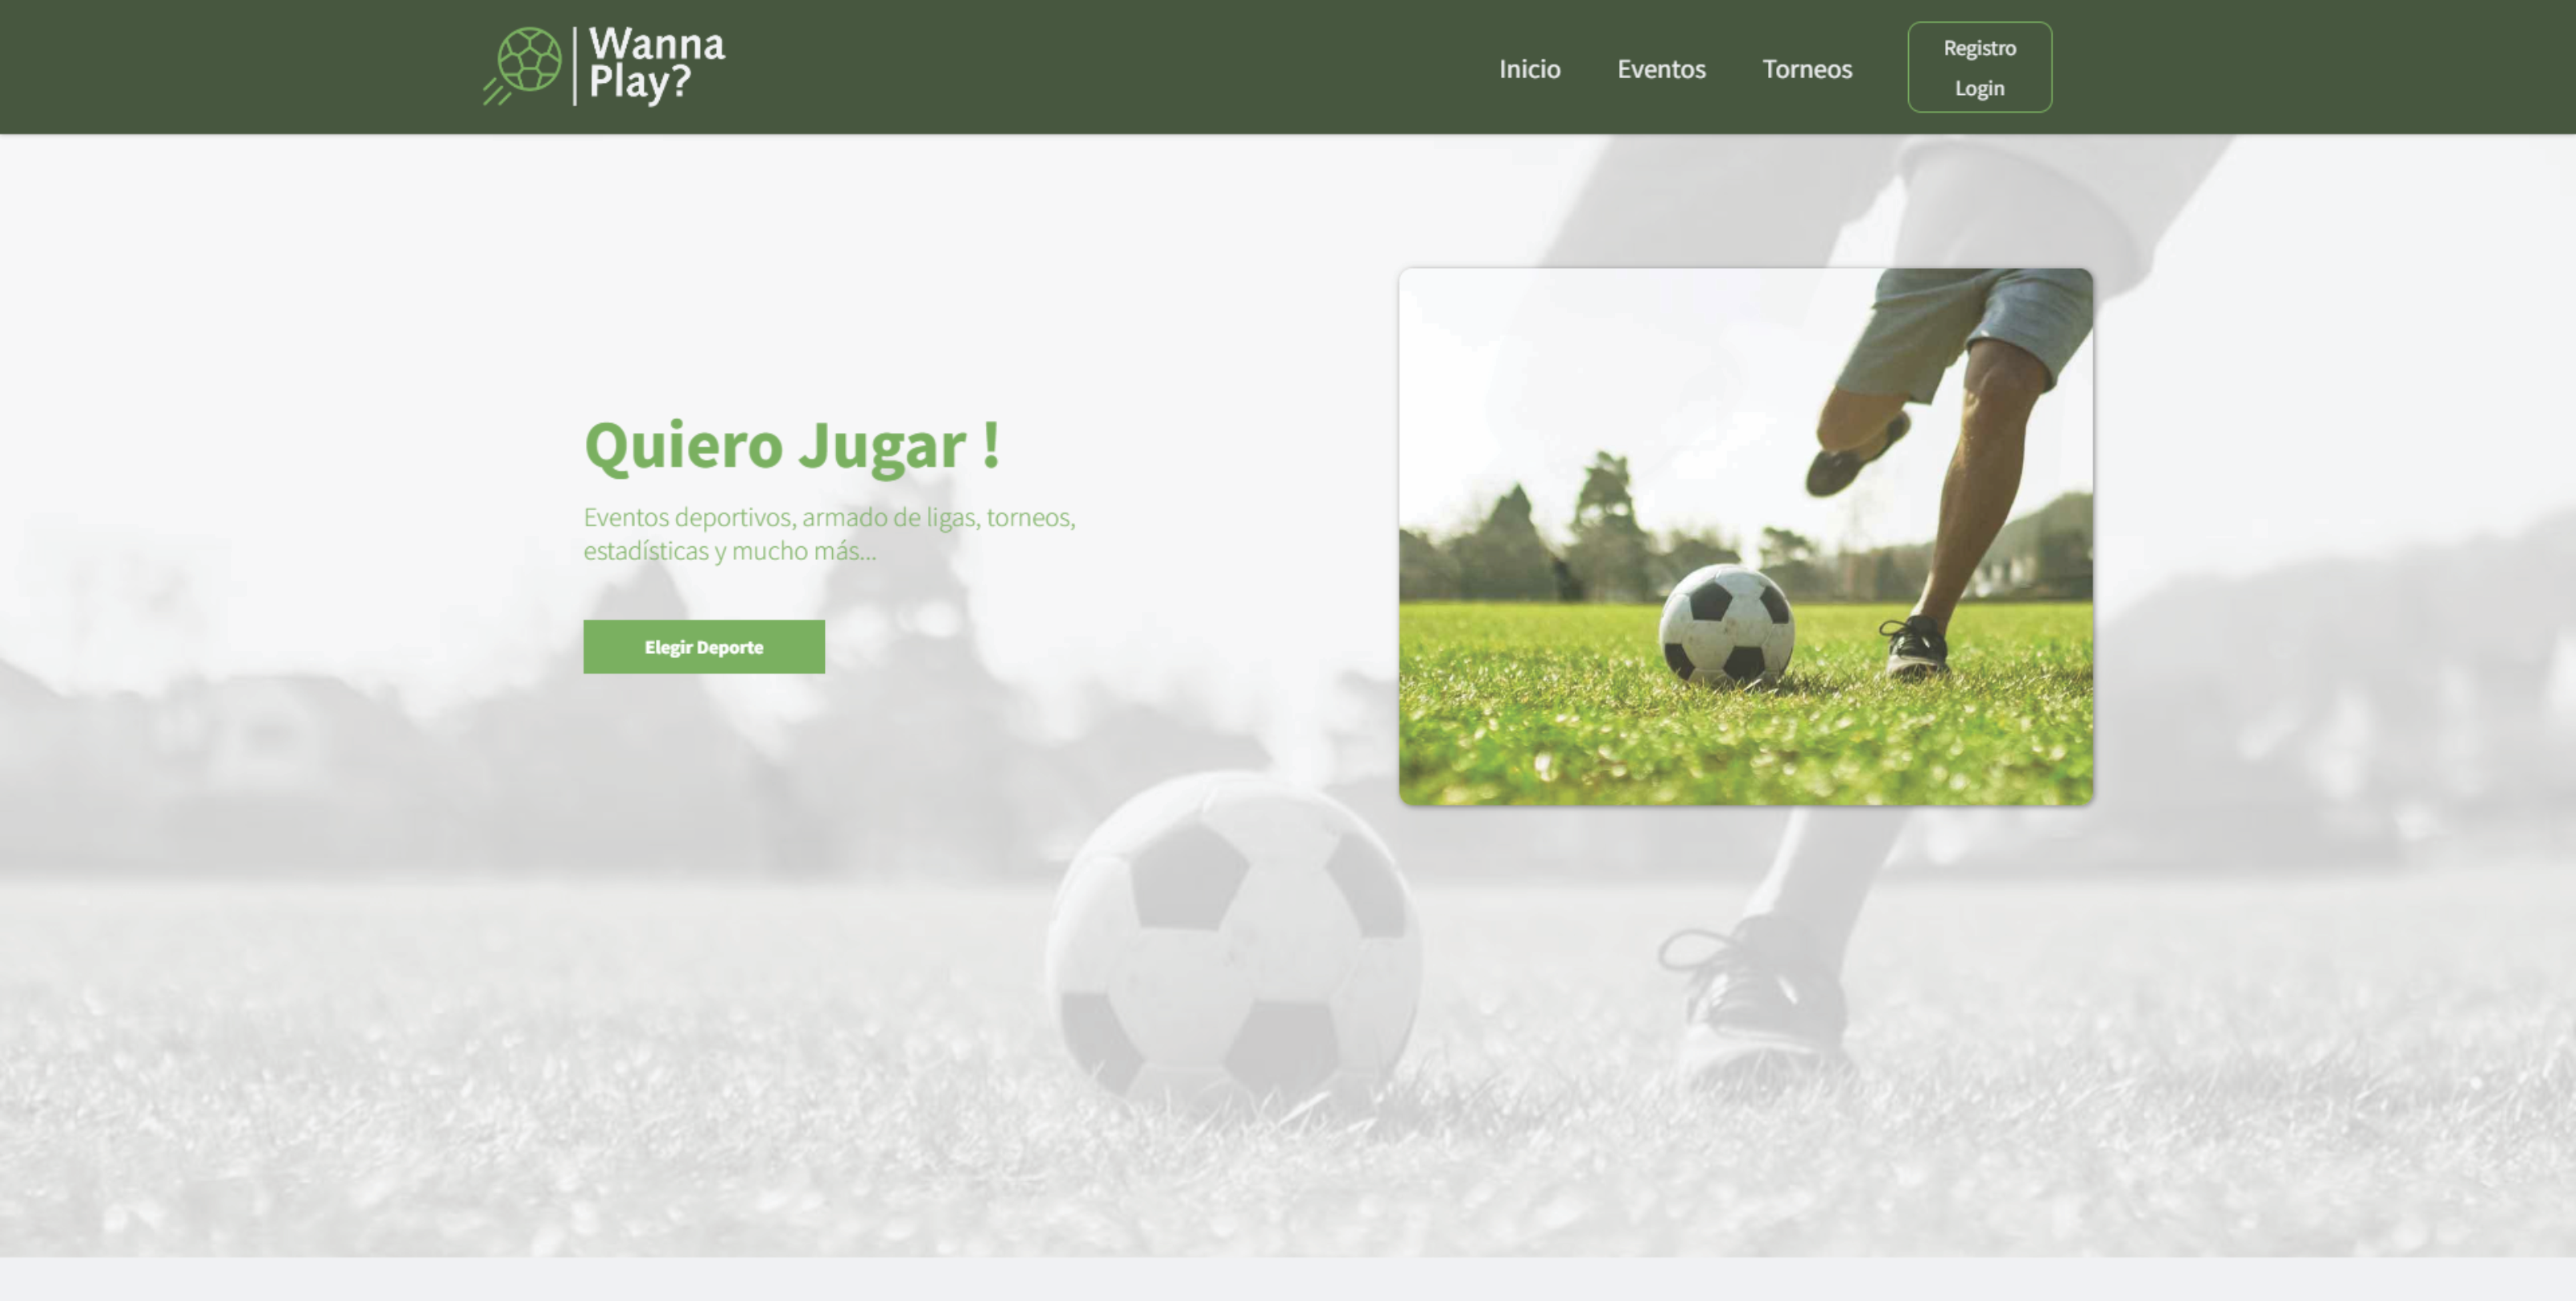 Wanna
Play?
Inicio
Eventos
Torneos
Registro
Login
Quiero Jugar !
Eventos deportivos, armado de ligas, torneos,
estadísticas y mucho más...
Elegir Deporte